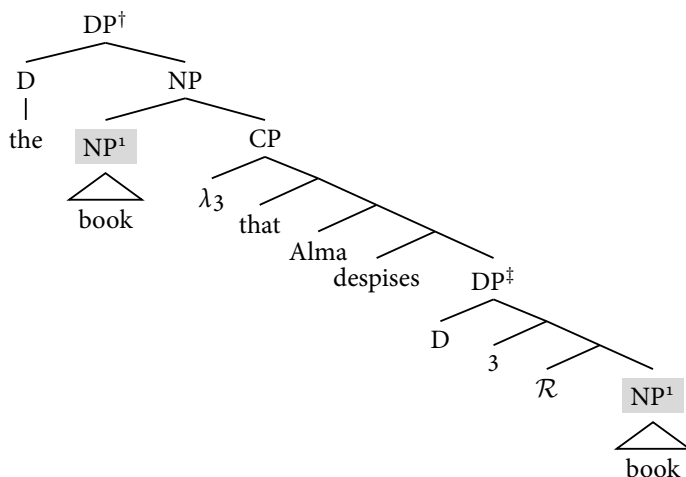 DP†
D NP
the NP¹ CP
book λ3 that
Alma
despises DP‡
D
3
ℛ NP¹
book